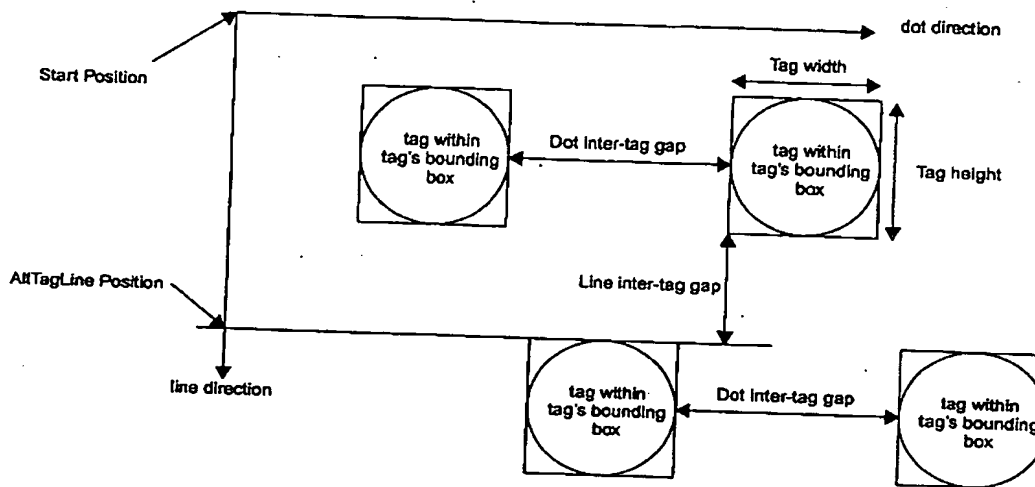 dot direction
Start Position
Tag width
tag within
tag's bounding
box
Dot Inter-tag gap
tag within
tag's bounding
box
Tag height
AltTagLine Position
Line inter-tag gap
line direction
tag within
tag's bounding
box
Dot inter-tag gap
tag within
tag's bounding
box